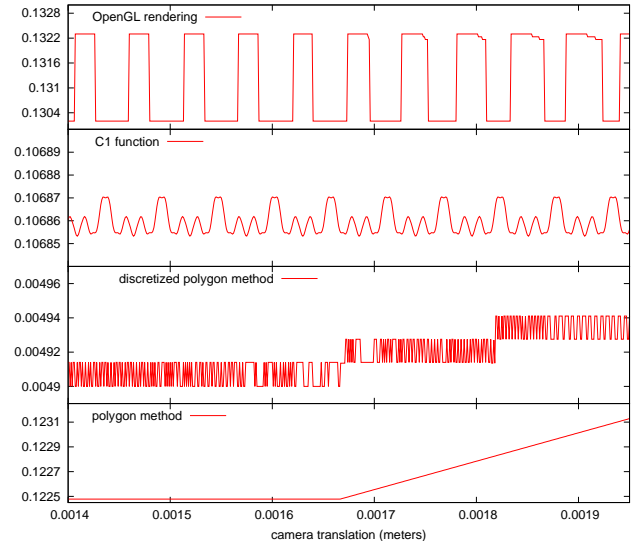 0.1328
0.1322
0.1314
0.1304
OpenGL rendering
0.10689
0.10688
0.10687
0.10686
0.10685
C1 function
0.00496
0.00494
0.00492
0.0049
discretized polygon method
0.1231
0.1229
0.1227
0.1225
polygon method
0.0014 0.0015 0.0016 0.0017 0.0018 0.0019
camera translation (meters)